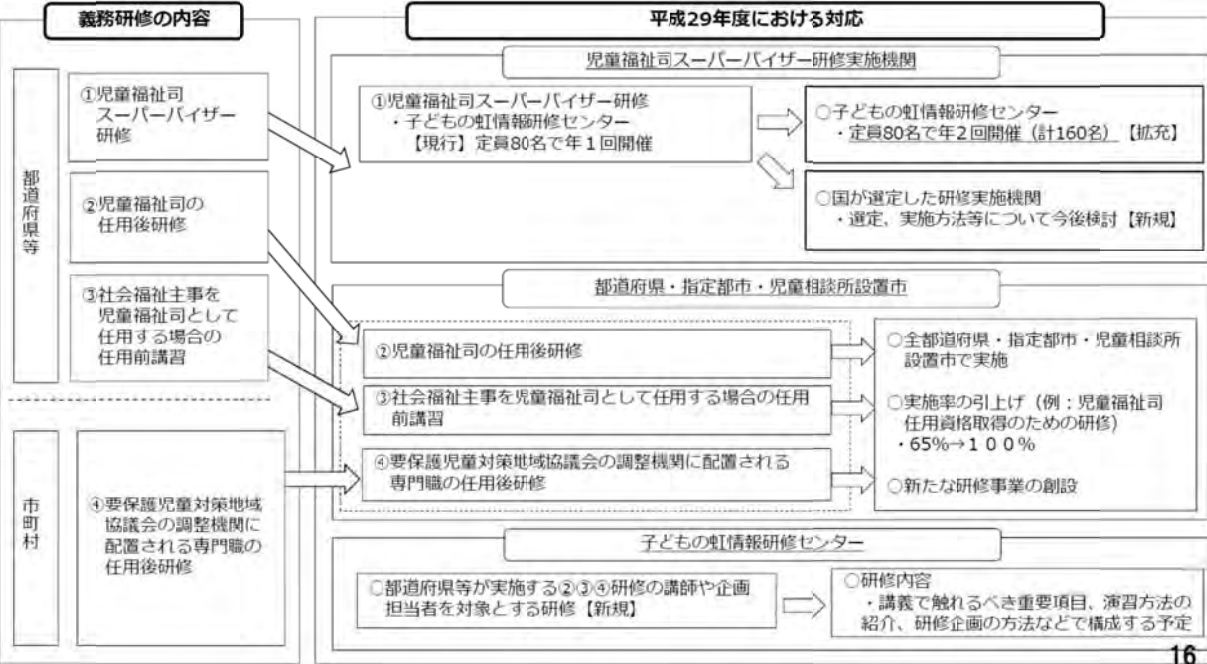 義務研修の内容
平成29年度における対応
都道府県等
①児童福祉司
スーパーバイザー
研修
②児童福祉司の
任用後研修
③社会福祉主事を
児童福祉司として
任用する場合の
任用前講習
市町村
④要保護児童対策地域
協議会の調整機関に
配置される専門職の
任用後研修
児童福祉司スーパーバイザー研修実施機関
①児童福祉司スーパーバイザー研修
・子どもの虹情報研修センター
【現行】定員80名で年1回開催
○子どもの虹情報研修センター
・定員80名で年2回開催（計160名）【拡充】
○国が選定した研修実施機関
・選定、実施方法等について今後検討【新規】
都道府県・指定都市・児童相談所設置市
②児童福祉司の任用後研修
③社会福祉主事を児童福祉司として任用する場合の任用
前講習
④要保護児童対策地域協議会の調整機関に配置される
専門職の任用後研修
○全都道府県・指定都市・児童相談所
設置市で実施
○実施率の引上げ（例：児童福祉司
任用資格取得のための研修)
・65%→１００%
○新たな研修事業の創設
子どもの虹情報研修センター
○都道府県等が実施する②③④研修の講師や企画
担当者を対象とする研修【新規】
○研修内容
・講義で触れるべき重要項目、演習方法の
紹介、研修企画の方法などで構成する予定
16